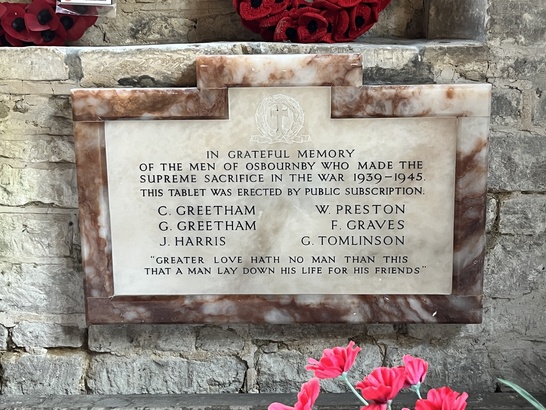 IN GRATEFUL MEMORY
OF THE MEN OF OSBOURNBY WHO MADE THE
SUPREME SACRIFICE IN THE WAR 1939-1945.
THIS TABLET WAS ERECTED BY PUBLIC SUBSCRIPTION.
C. GREETHAM W. PRESTON
G. GREETHAM F. GRAVES
J. HARRIS G. TOMLINSON
"GREATER LOVE HATH NO MAN THAN THIS
THAT A MAN LAY DOWN HIS LIFE FOR HIS FRIENDS"